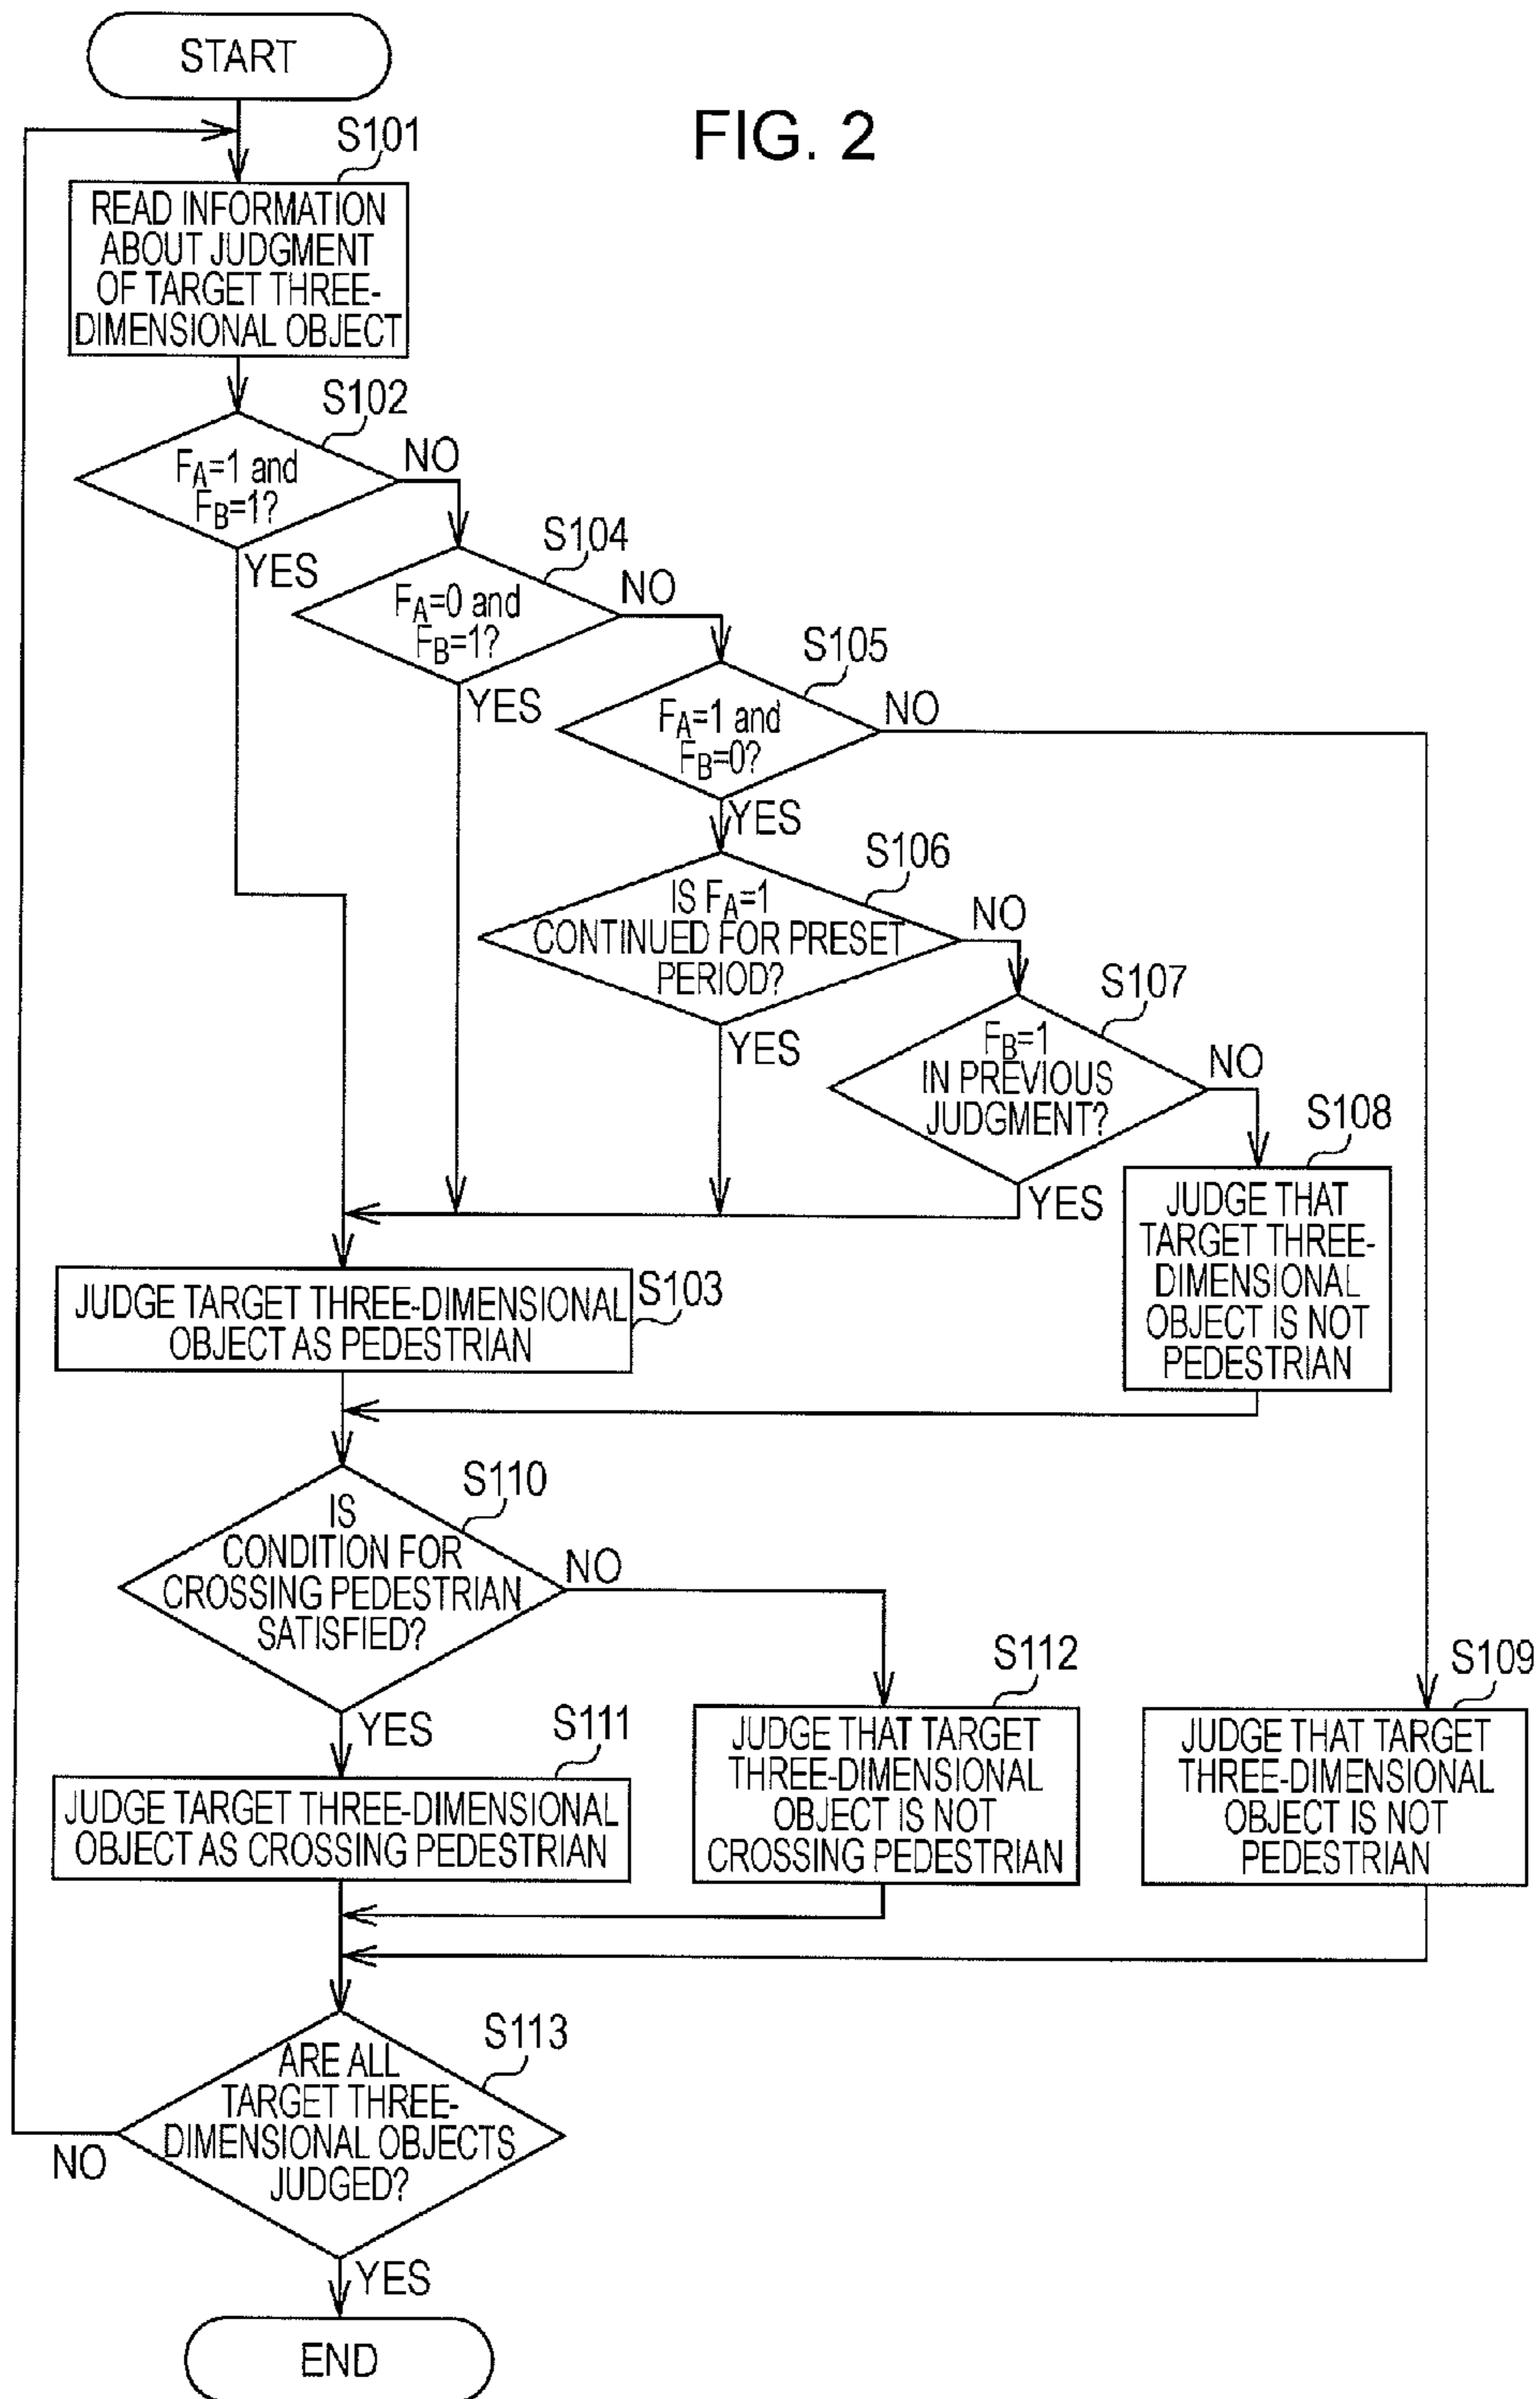 START
FIG. 2
S101
READ INFORMATION
ABOUT JUDGMENT
OF TARGET THREE-
DIMENSIONAL OBJECT
S102
FA=1 and
FB=1?
NO
YES
S104
FA=0 and
FB=1?
NO
YES
S105
FA=1 and
FB=0?
NO
YES
S106
IS FA=1
CONTINUED FOR PRESET
PERIOD?
NO
YES
S107
FB=1
IN PREVIOUS
JUDGMENT?
NO
YES
S108
JUDGE THAT
TARGET THREE-
DIMENSIONAL
OBJECT IS NOT
PEDESTRIAN
S103
JUDGE TARGET THREE-DIMENSIONAL
OBJECT AS PEDESTRIAN
S110
IS
CONDITION FOR
CROSSING PEDESTRIAN
SATISFIED?
NO
YES
S112
JUDGE THAT TARGET
THREE-DIMENSIONAL
OBJECT IS NOT
CROSSING PEDESTRIAN
S109
JUDGE THAT TARGET
THREE-DIMENSIONAL
OBJECT IS NOT
PEDESTRIAN
S111
JUDGE TARGET THREE-DIMENSIONAL
OBJECT AS CROSSING PEDESTRIAN
S113
ARE ALL
TARGET THREE-
DIMENSIONAL OBJECTS
JUDGED?
NO
YES
END